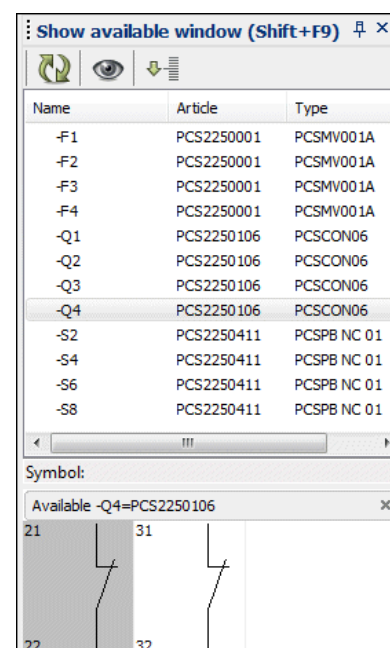 Show available window (Shift+F9)
Name Article Type
-F1 PCS2250001 PCSMV001A
-F2 PCS2250001 PCSMV001A
-F3 PCS2250001 PCSMV001A
-F4 PCS2250001 PCSMV001A
-Q1 PCS2250106 PCSCON06
-Q2 PCS2250106 PCSCON06
-Q3 PCS2250106 PCSCON06
-Q4 PCS2250106 PCSCON06
-S2 PCS2250411 PCSPB NC 01
-S4 PCS2250411 PCSPB NC 01
-S6 PCS2250411 PCSPB NC 01
-S8 PCS2250411 PCSPB NC 01
Symbol:
Available -Q4=PCS2250106
21 31
22 32